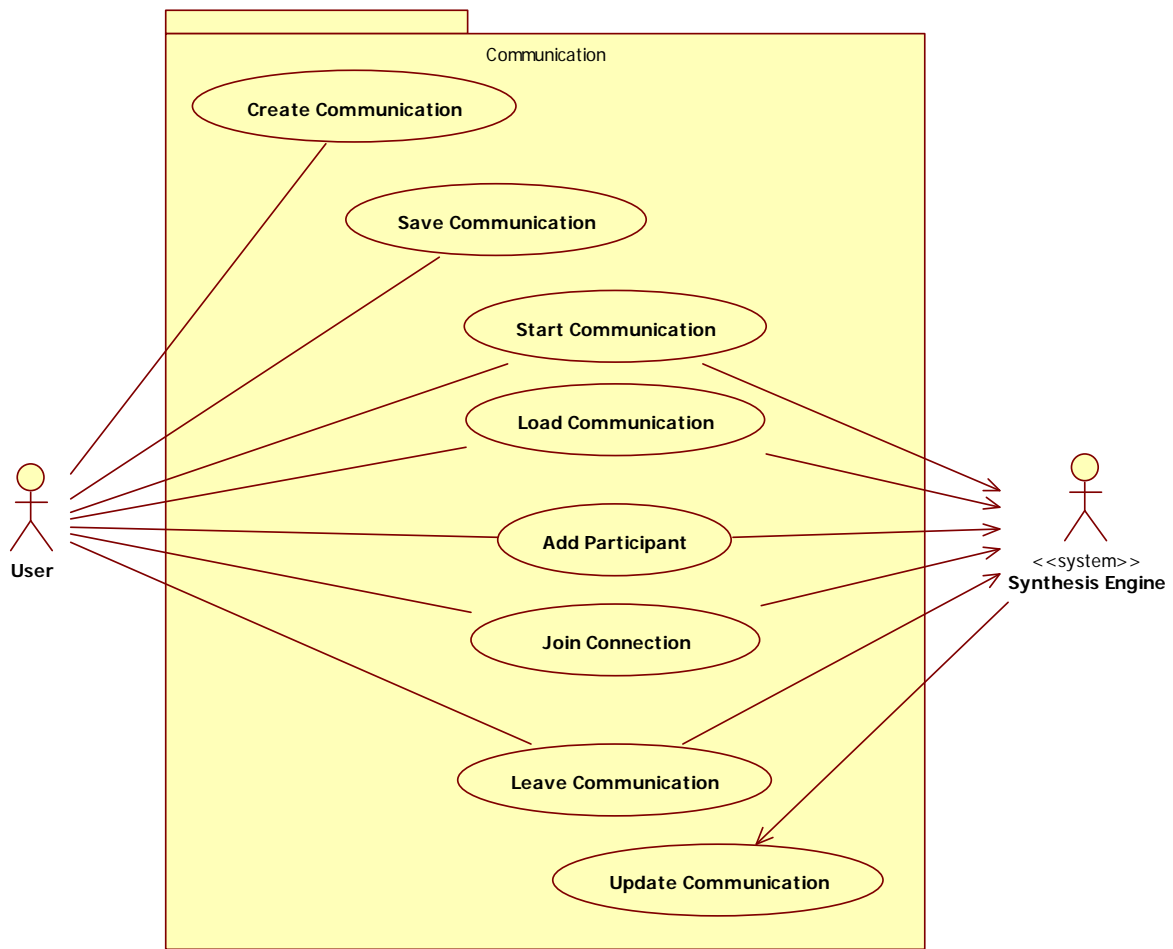 Communication
Create Communication
Save Communication
Start Communication
Load Communication
Add Participant
Join Connection
Leave Communication
Update Communication
User
<<system>>
Synthesis Engine